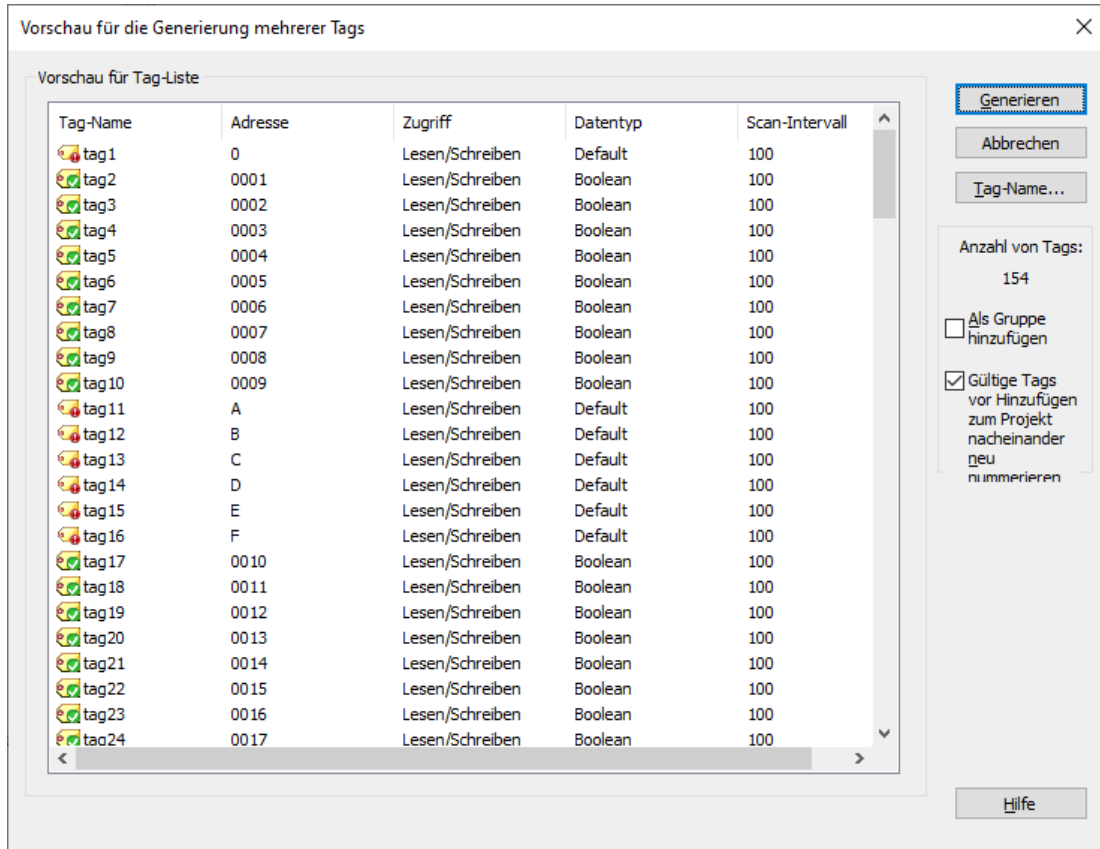 Vorschau für die Generierung mehrerer Tags
Vorschau für Tag-Liste
Tag-Name Adresse Zugriff Datentyp Scan-Intervall
tag1 0 Lesen/Schreiben Default 100
tag2 0001 Lesen/Schreiben Boolean 100
tag3 0002 Lesen/Schreiben Boolean 100
tag4 0003 Lesen/Schreiben Boolean 100
tag5 0004 Lesen/Schreiben Boolean 100
tag6 0005 Lesen/Schreiben Boolean 100
tag7 0006 Lesen/Schreiben Boolean 100
tag8 0007 Lesen/Schreiben Boolean 100
tag9 0008 Lesen/Schreiben Boolean 100
tag10 0009 Lesen/Schreiben Boolean 100
tag11 A Lesen/Schreiben Default 100
tag12 B Lesen/Schreiben Default 100
tag13 C Lesen/Schreiben Default 100
tag14 D Lesen/Schreiben Default 100
tag15 E Lesen/Schreiben Default 100
tag16 F Lesen/Schreiben Default 100
tag17 0010 Lesen/Schreiben Boolean 100
tag18 0011 Lesen/Schreiben Boolean 100
tag19 0012 Lesen/Schreiben Boolean 100
tag20 0013 Lesen/Schreiben Boolean 100
tag21 0014 Lesen/Schreiben Boolean 100
tag22 0015 Lesen/Schreiben Boolean 100
tag23 0016 Lesen/Schreiben Boolean 100
tag24 0017 Lesen/Schreiben Boolean 100
Generieren
Abbrechen
Tag-Name...
Anzahl von Tags:
154
Als Gruppe
hinzufügen
Gültige Tags
vor Hinzufügen
zum Projekt
nacheinander
neu
nummerieren
Hilfe